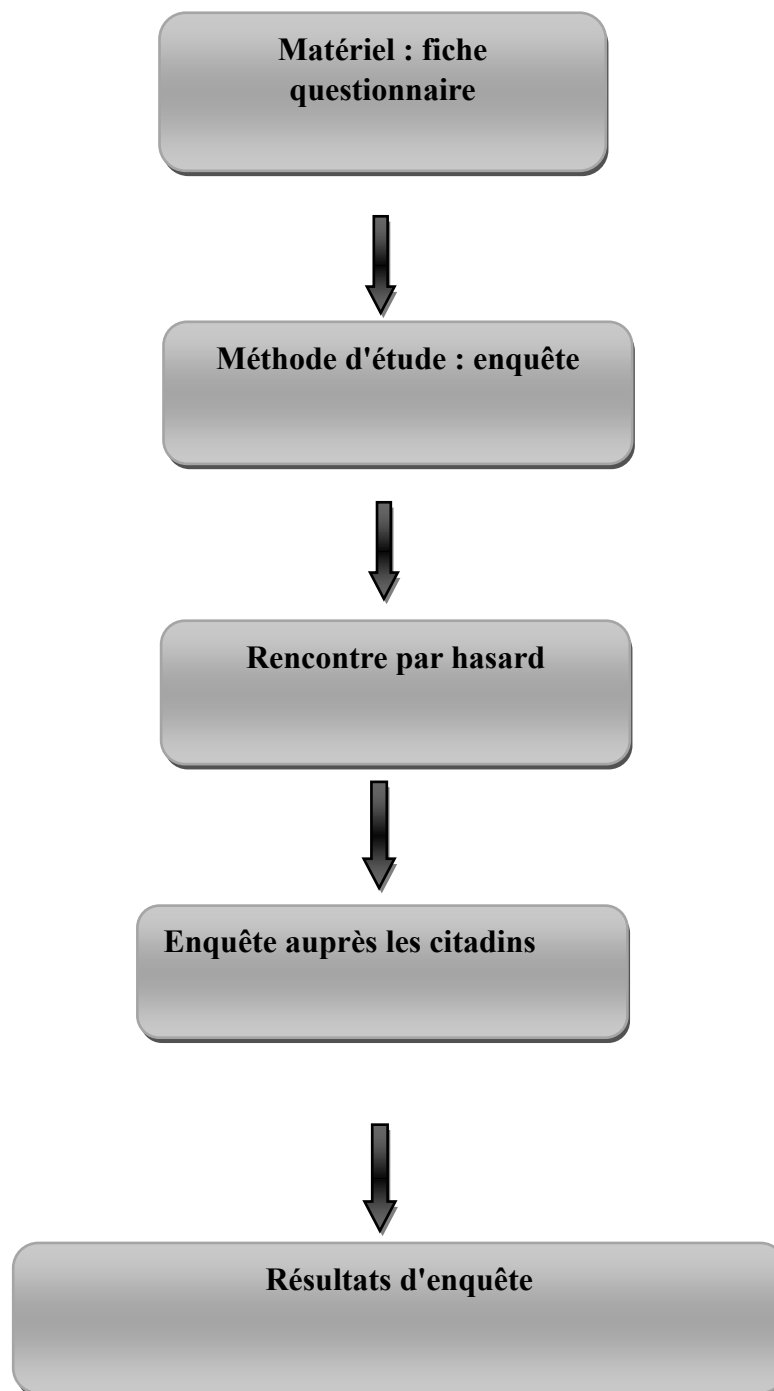 Matériel : fiche
questionnaire
Méthode d'étude : enquête
Rencontre par hasard
Enquête auprès les citadins
Résultats d'enquête